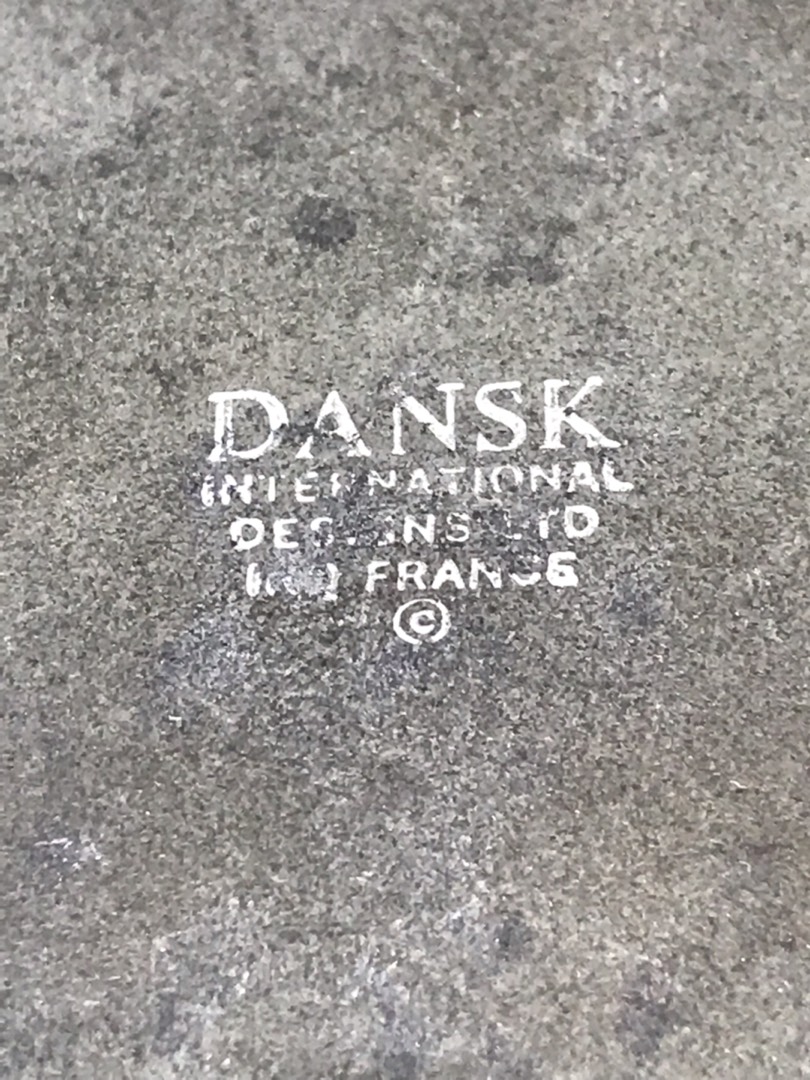 DANSK
INTERNATIONAL
DESIGNS LTD
FRANCE
©